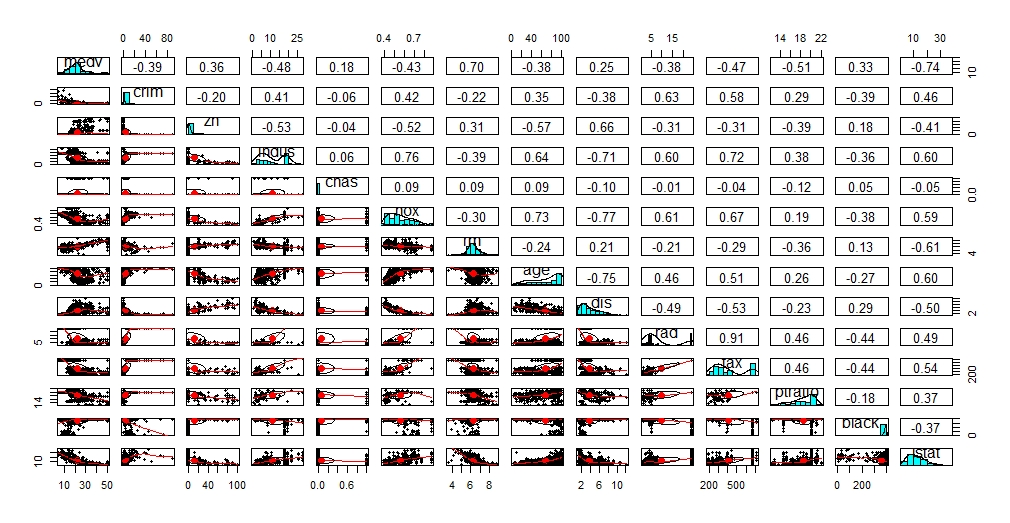 0 40 80 0 10 25 0.4 0.7 0 40 100 5 15 14 18 22 10 30
medv -0.39 0.36 -0.48 0.18 -0.43 0.70 -0.38 0.25 -0.38 -0.47 -0.51 0.33 -0.74 10
0 crim -0.20 0.41 -0.06 0.42 -0.22 0.35 -0.38 0.63 0.58 0.29 -0.39 0.46
zn -0.53 -0.04 -0.52 0.31 -0.57 0.66 -0.31 -0.31 -0.39 0.18 -0.41 0
0 indus 0.06 0.76 -0.39 0.64 -0.71 0.60 0.72 0.38 -0.36 0.60
chas 0.09 0.09 0.09 -0.10 -0.01 -0.04 -0.12 0.05 -0.05 0.0
0.4 nox -0.30 0.73 -0.77 0.61 0.67 0.19 -0.38 0.59
rm -0.24 0.21 -0.21 -0.29 -0.36 0.13 -0.61 4
0 age -0.75 0.46 0.51 0.26 -0.27 0.60
dis -0.49 -0.53 -0.23 0.29 -0.50 2
5 rad 0.91 0.46 -0.44 0.49
tax 0.46 -0.44 0.54 200
14 ptratio -0.18 0.37
black -0.37 0
10 lstat
10 30 50 0 40 100 0.0 0.6 4 6 8 2 6 10 200 500 0 200